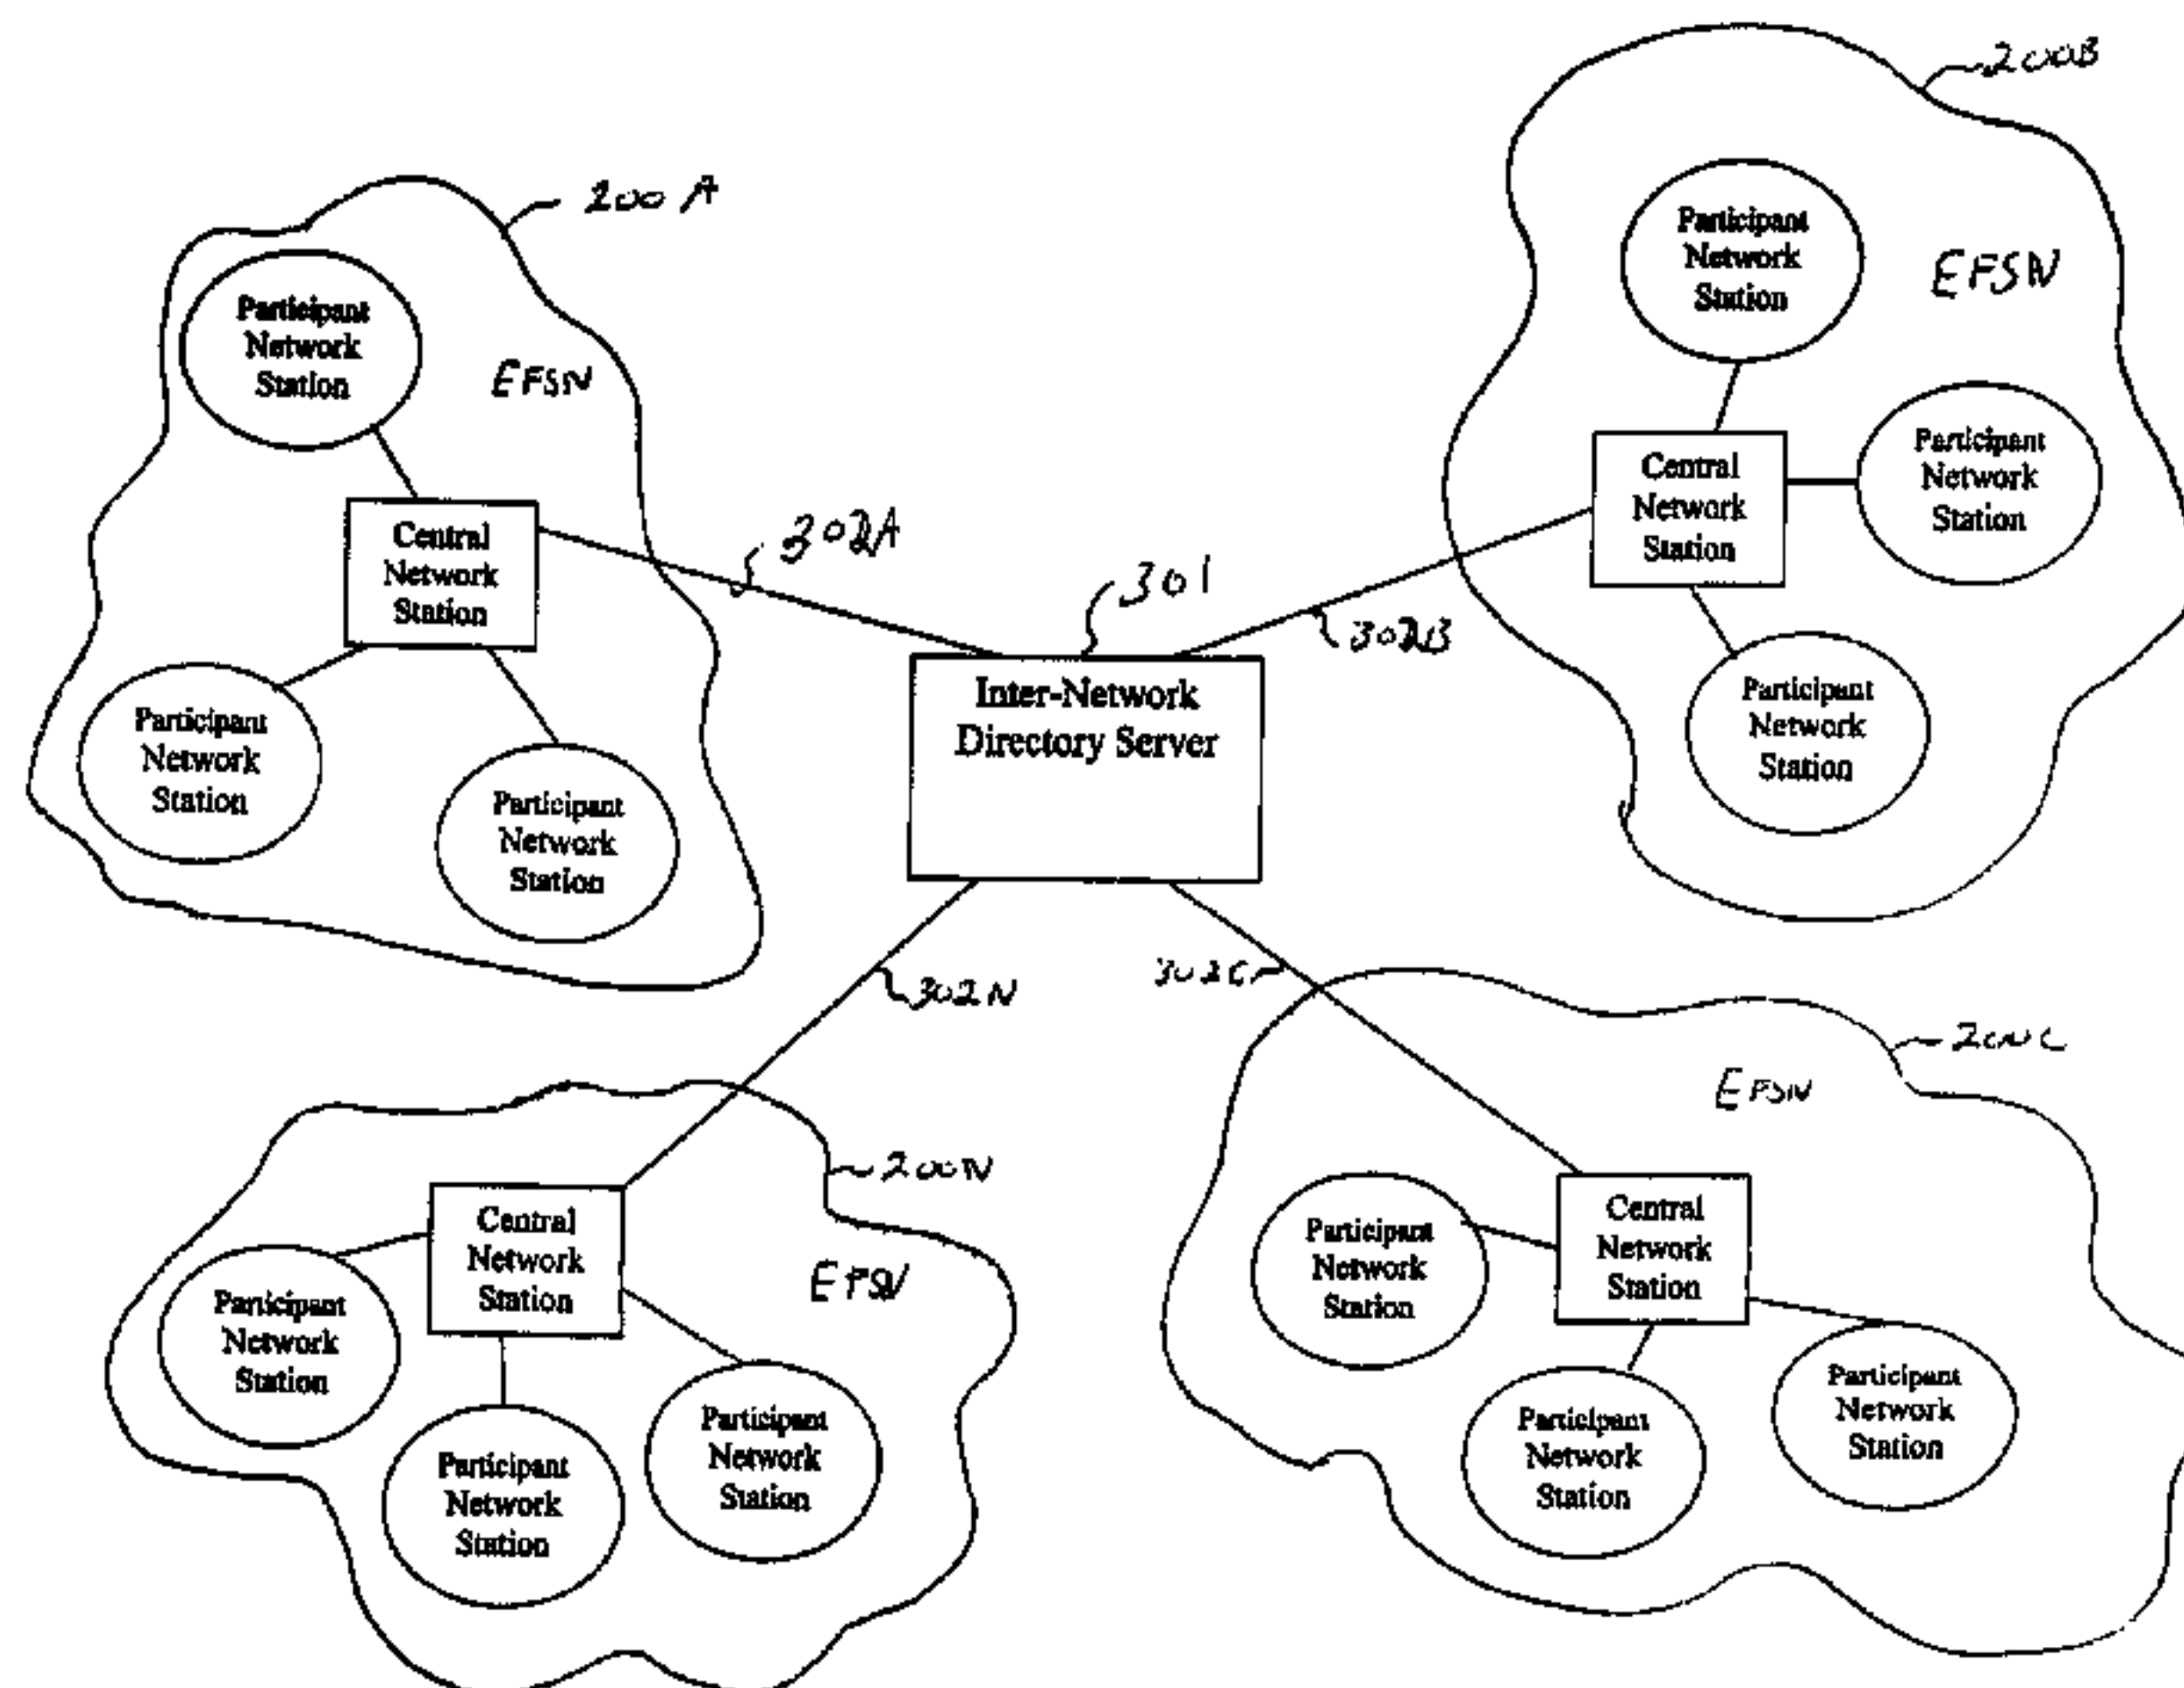 200A
Participant
Network
Station
EFSN
Central
Network
Station
Participant
Network
Station
Participant
Network
Station
302A
301
Inter-Network
Directory Server
302B
200B
Participant
Network
Station
EFSN
Central
Network
Station
Participant
Network
Station
Participant
Network
Station
302N
200N
Central
Network
Station
EFSN
Participant
Network
Station
Participant
Network
Station
Participant
Network
Station
302C
200C
EFSN
Participant
Network
Station
Central
Network
Station
Participant
Network
Station
Participant
Network
Station